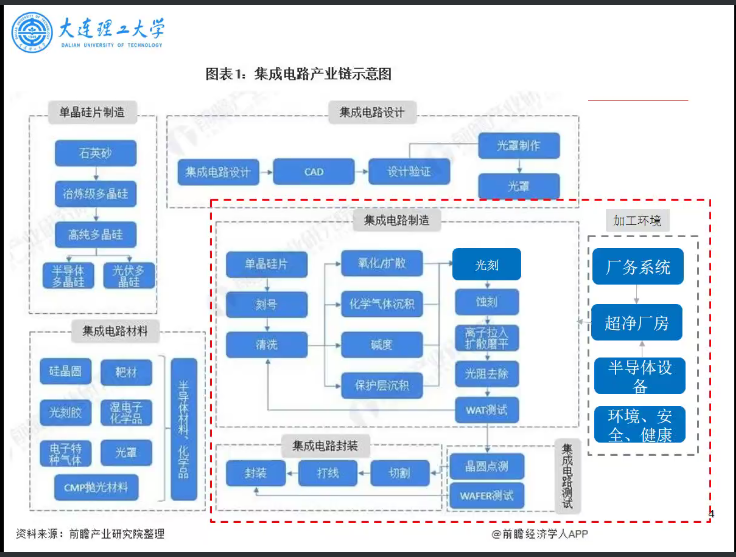 大连理工大学
DALIAN UNIVERSITY OF TECHNOLOGY
图表1：集成电路产业链示意图
单晶硅片制造
石英砂
冶炼级多晶硅
高纯多晶硅
半导体
多晶硅
光伏多
晶硅
集成电路设计
集成电路设计
CAD
设计验证
光罩制作
光罩
集成电路制造
单晶硅片
刻号
清洗
氧化/扩散
化学气体沉积
碱度
保护层沉积
光刻
蚀刻
离子拉入
扩散磨平
光阻去除
WAT测试
加工环境
厂务系统
超净厂房
半导体设
备
环境、安
全、健康
集成电路材料
硅晶圆
靶材
光刻胶
湿电子
化学品
电子特
种气体
光罩
CMP抛光材料
半导体材料、化学品
集成电路封装
封装
打线
切割
晶圆点测
WAFER测试
集成电路测试
4
资料来源：前瞻产业研究院整理
@前瞻经济学人APP